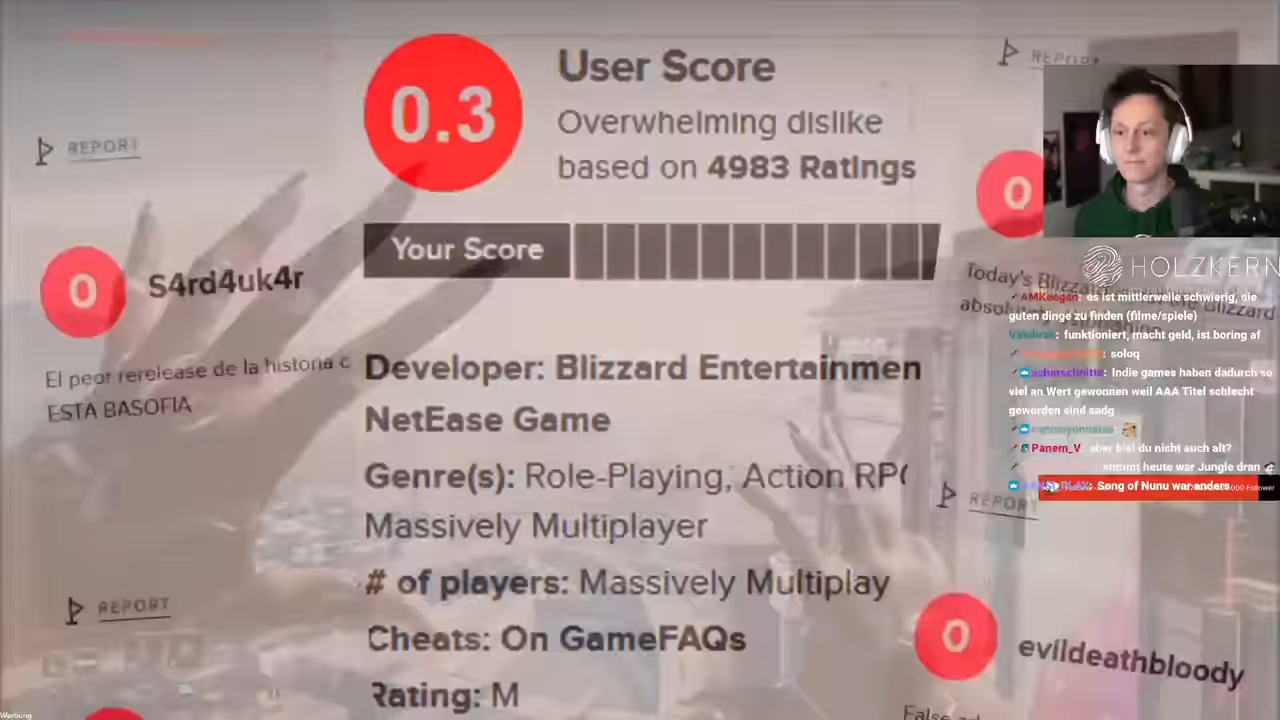 REPORT
0
S4rd4uk4r
El peor rerelease de la historia c
ESTA BASOFIA
REPORT
0.3
User Score
Overwhelming dislike
based on 4983 Ratings
Your Score
Developer: Blizzard Entertainmen
NetEase Game
Genre(s): Role-Playing, Action RP
Massively Multiplayer
# of players: Massively Multiplay
Cheats: On GameFAQs
Rating: M
REPORT
0
Today's Blizzard
HOLZKERN
AMKeegan: es ist mittlerweile schwierig, die
guten dinge zu finden (filme/spiele)
: funktioniert, macht geld, ist boring af
: soloq
: Indie games haben dadurch so
viel an Wert gewonnen weil AAA Titel schlecht
geworden sind sadg
Panem_V: aber bist du nicht auch alt?
stimmt heute war Jungle dran
Song of Nunu war anders
Follower
REPORT
0
evildeathbloody
Werbung